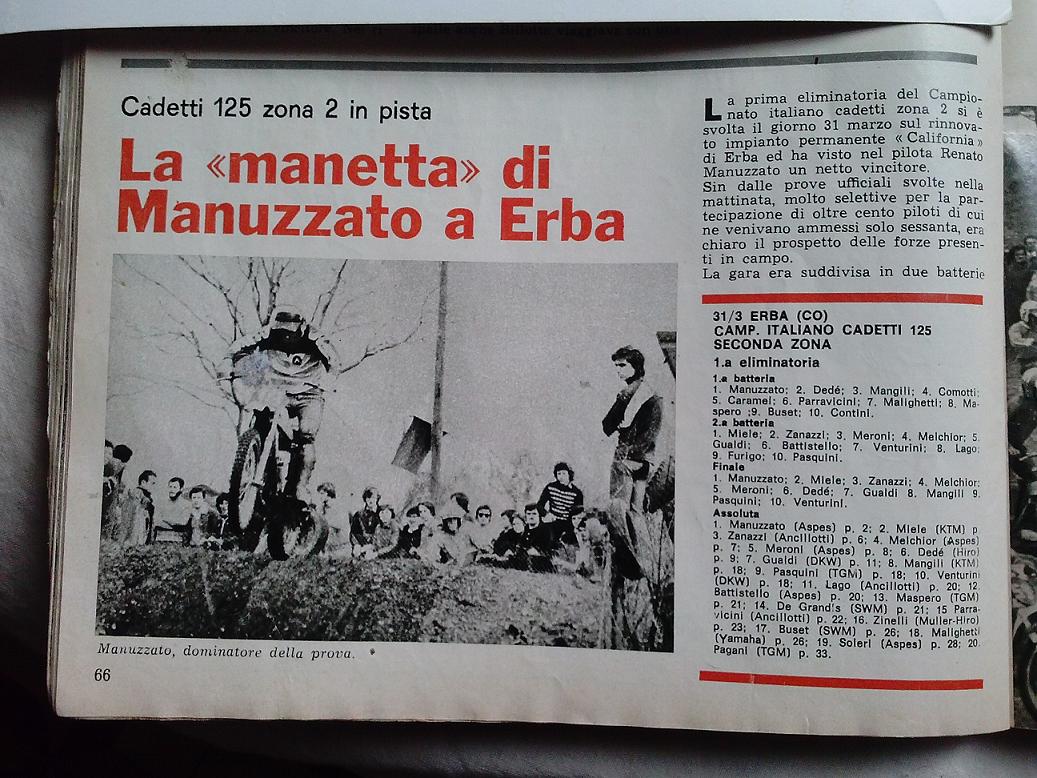 Cadetti 125 zona 2 in pista
La «manetta» di
Manuzzato a Erba
Manuzzato, dominatore della prova.
66
La prima eliminatoria del Campio-
nato italiano cadetti zona 2 si è
svolta il giorno 31 marzo sul rinnova-
to impianto permanente «California»
di Erba ed ha visto nel pilota Renato
Manuzzato un netto vincitore.
Sin dalle prove ufficiali svolte nella
mattinata, molto selettive per la par-
tecipazione di oltre cento piloti di cui
ne venivano ammessi solo sessanta, era
chiaro il prospetto delle forze presen-
ti in campo.
La gara era suddivisa in due batterie
31/3 ERBA (CO)
CAMP. ITALIANO CADETTI 125
SECONDA ZONA
1.a eliminatoria
1.a batteria
1. Manuzzato; 2. Dedé; 3. Mangili; 4. Comotti;
5. Caramel; 6. Parravicini; 7. Malighetti; 8. Ma-
spero ;9. Buset; 10. Contini.
2.a batteria
1. Miele; 2. Zanazzi; 3. Meroni; 4. Melchior; 5.
Gualdi; 6. Battistello; 7. Venturini; 8. Lago;
9. Furigo; 10. Pasquini.
Finale
1. Manuzzato; 2. Miele; 3. Zanazzi; 4. Melchior;
5. Meroni; 6. Dedé; 7. Gualdi 8. Mangili 9.
Pasquini; 10. Venturini.
Assoluta
1. Manuzzato (Aspes) p. 2; 2. Miele (KTM) p.
3. Zanazzi (Ancillotti) p. 6; 4. Melchior (Aspes)
p. 7; 5. Meroni (Aspes) p. 8; 6. Dedé (Hiro)
p. 9; 7. Gualdi (DKW) p. 11; 8. Mangili (KTM)
p. 18; 9. Pasquini (TGM) p. 18; 10. Venturini
(DKW) p. 18; 11. Lago (Ancillotti) p. 20; 12.
Battistello (Aspes) p. 20; 13. Maspero (TGM)
p. 21; 14. De Grand's (SWM) p. 21; 15 Parra-
vicini (Ancillotti) p. 22; 16. Zinelli (Muller-Hiro)
p. 23; 17. Buset (SWM) p. 26; 18. Malighetti
(Yamaha) p. 26; 19. Soleri (Aspes) p. 28; 20.
Pagani (TGM) p. 33.